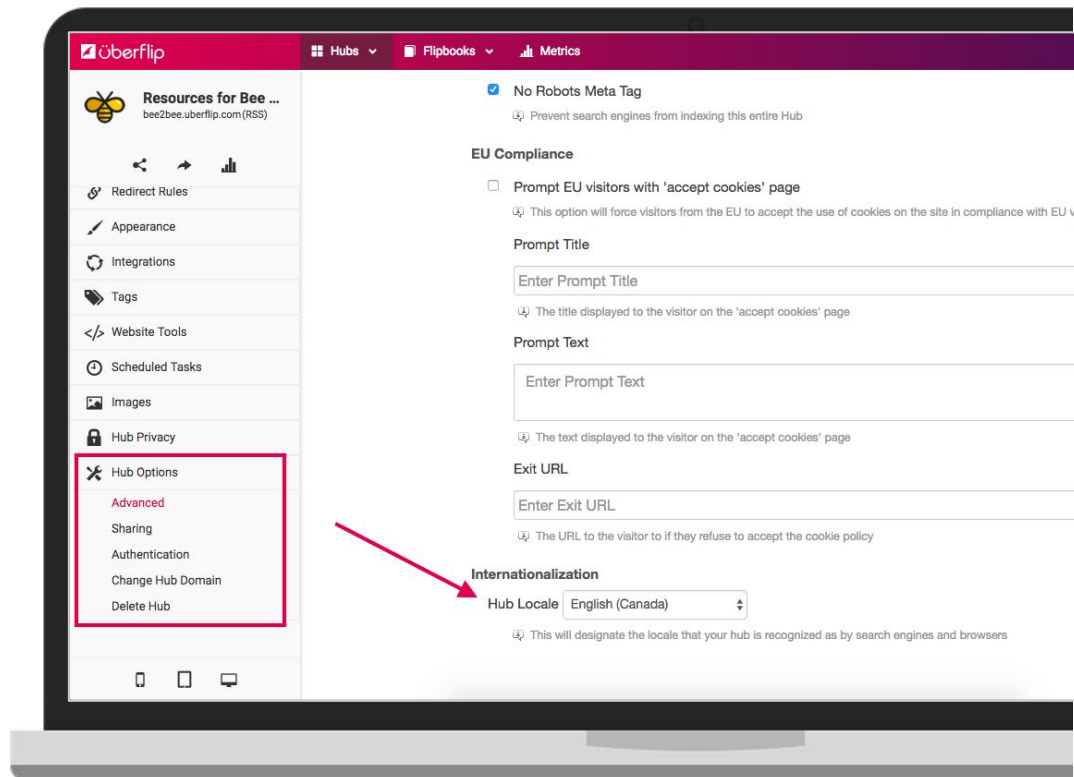 überflip
Hubs
Flipbooks
Metrics
Resources for Bee ...
bee2bee.uberflip.com (RSS)
Redirect Rules
Appearance
Integrations
Tags
Website Tools
Scheduled Tasks
Images
Hub Privacy
Hub Options
Advanced
Sharing
Authentication
Change Hub Domain
Delete Hub
No Robots Meta Tag
Prevent search engines from indexing this entire Hub
EU Compliance
Prompt EU visitors with 'accept cookies' page
This option will force visitors from the EU to accept the use of cookies on the site in compliance with EU v
Prompt Title
Enter Prompt Title
The title displayed to the visitor on the 'accept cookies' page
Prompt Text
Enter Prompt Text
The text displayed to the visitor on the 'accept cookies' page
Exit URL
Enter Exit URL
The URL to the visitor to if they refuse to accept the cookie policy
Internationalization
Hub Locale English (Canada)
This will designate the locale that your hub is recognized as by search engines and browsers